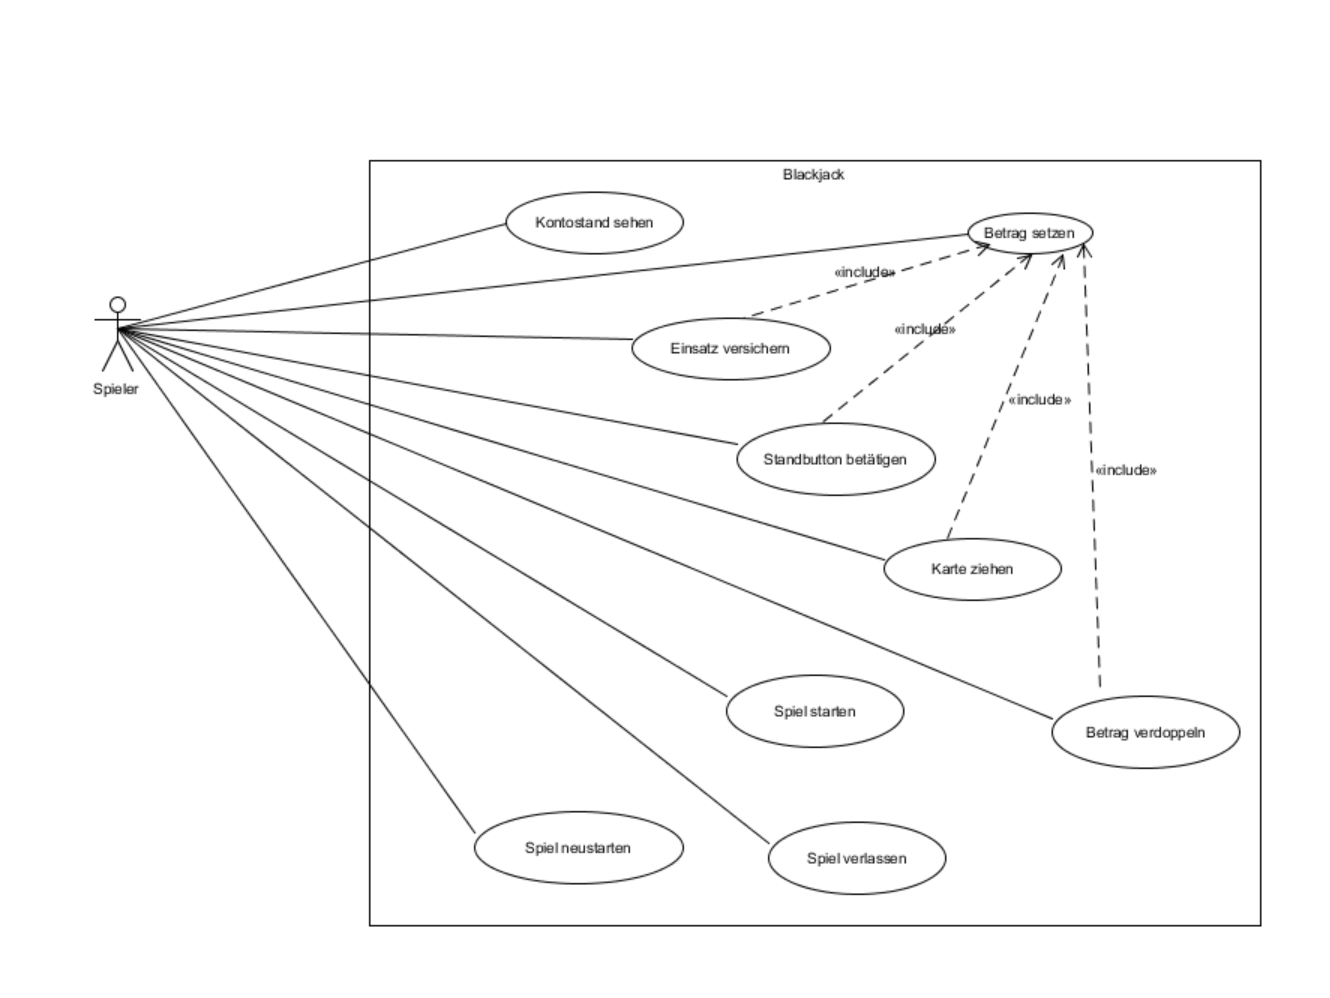 Blackjack
Kontostand sehen
Betrag setzen
«include»
«include»
Einsatz versichern
Spieler
«include»
Standbutton betätigen
«include»
Karte ziehen
Spiel starten
Betrag verdoppeln
Spiel neustarten
Spiel verlassen